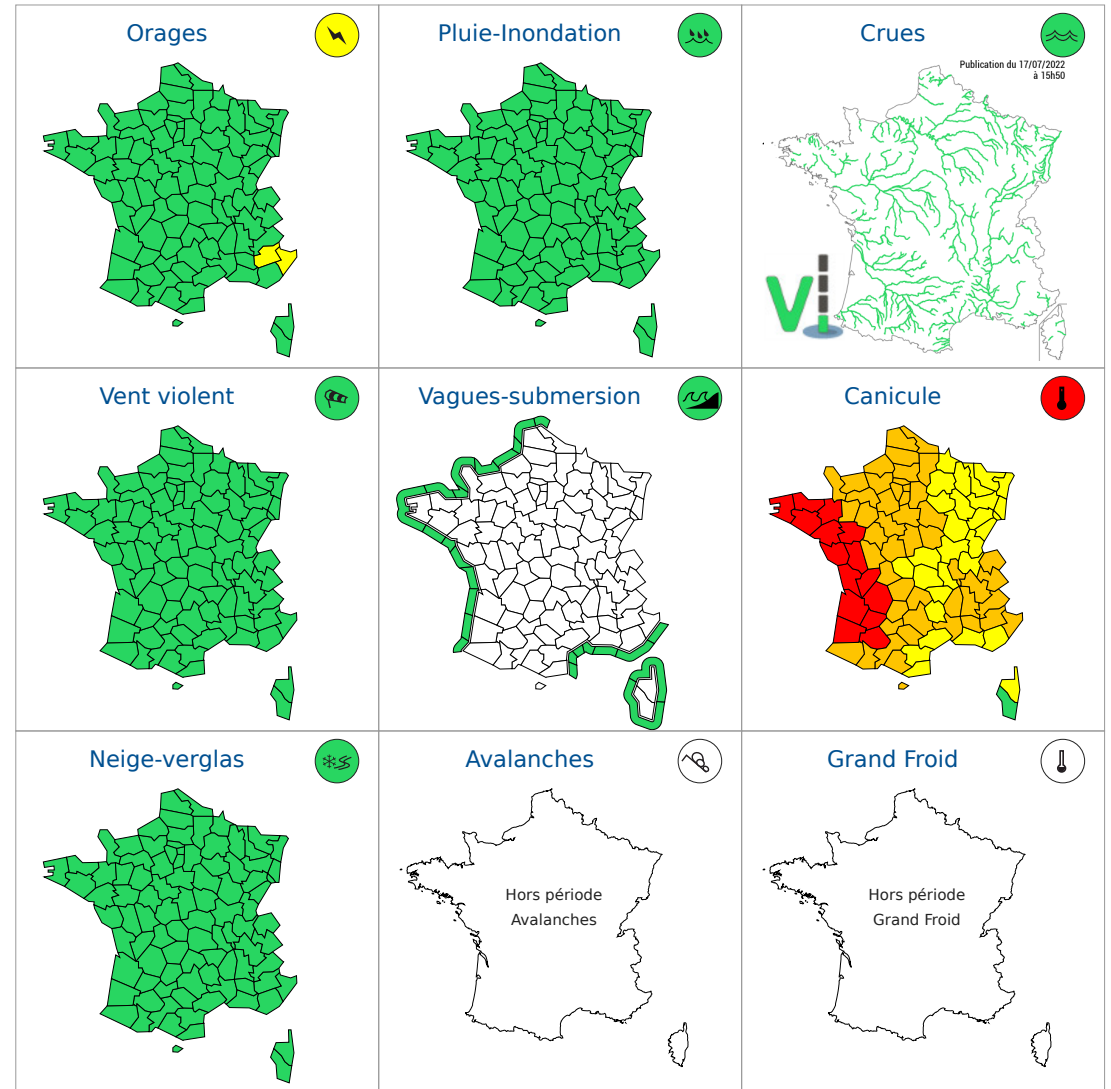 Orages
Pluie-Inondation
Crues
Publication du 17/07/2022
à 15h50
Vi
Vent violent
Vagues-submersion
Canicule
Neige-verglas
Avalanches
Grand Froid
Hors période
Avalanches
Hors période
Grand Froid